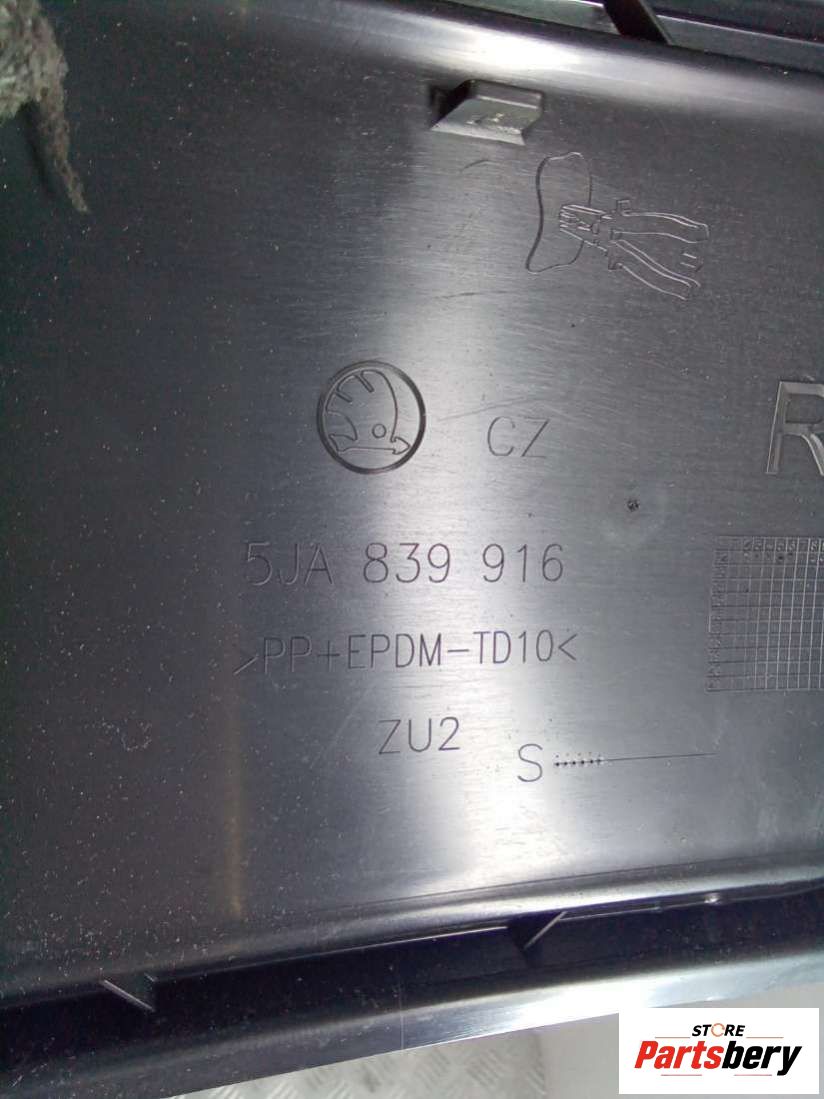 CZ
R
5JA 839 916
>PP+EPDM-TD10<
ZU2
S
STORE
Partsbery